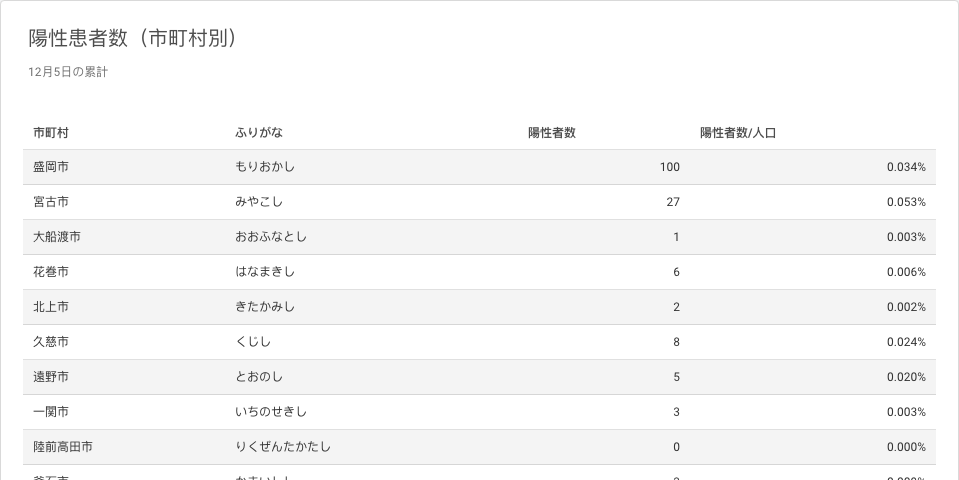 陽性患者数（市町村別）
12月5日の累計
市町村 ふりがな 陽性者数 陽性者数/人口
盛岡市 もりおかし 100 0.034%
宮古市 みやこし 27 0.053%
大船渡市 おおふなとし 1 0.003%
花巻市 はなまきし 6 0.006%
北上市 きたかみし 2 0.002%
久慈市 くじし 8 0.024%
遠野市 とおのし 5 0.020%
一関市 いちのせきし 3 0.003%
陸前高田市 りくぜんたかたし 0 0.000%